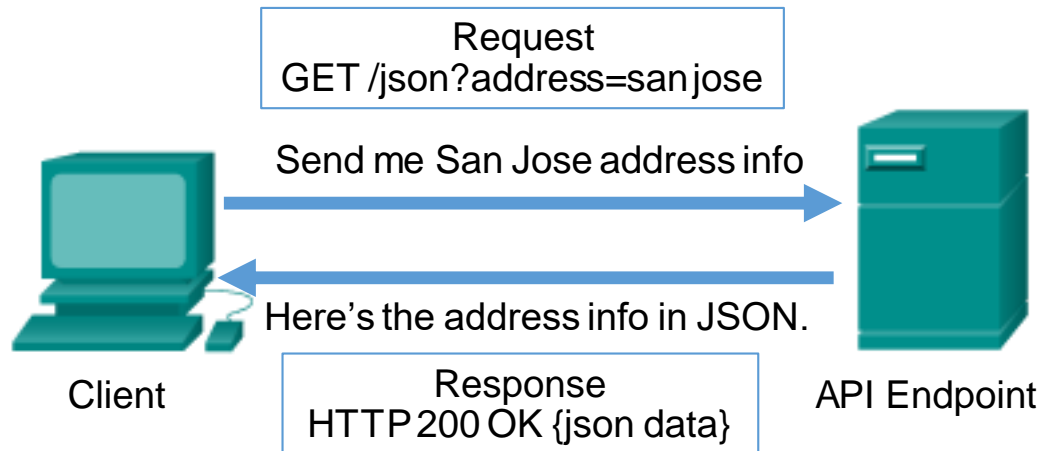 Request
GET /json?address=sanjose
Send me San Jose address info
Here's the address info in JSON.
Client
Response
HTTP 200 OK {json data}
API Endpoint